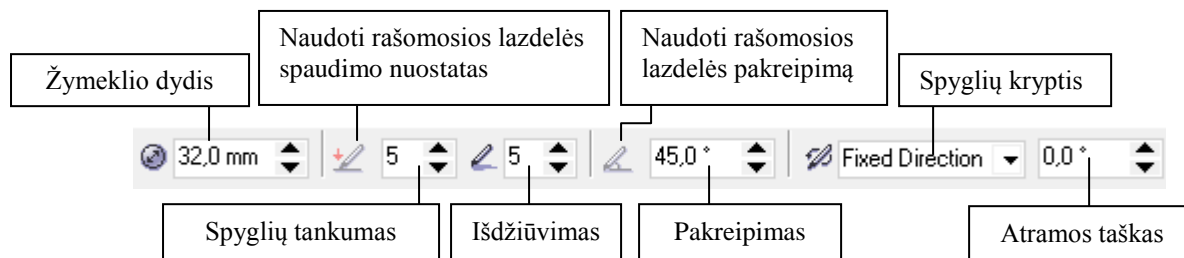 Naudoti rašomosios lazdelės
spaudimo nuostatas
Naudoti rašomosios
lazdelės pakreipimą
Žymeklio dydis
Spyglių kryptis
32,0 mm 5 5 45,0 ° Fixed Direction 0,0 °
Spyglių tankumas
Išdžiūvimas
Pakreipimas
Atramos taškas